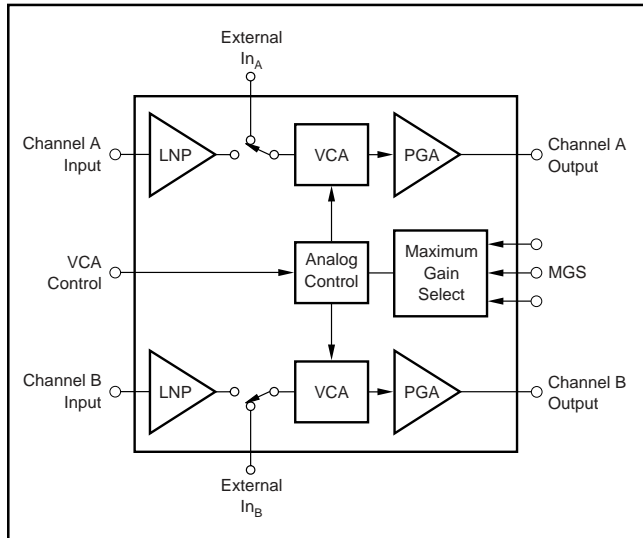 External
In_A
Channel A
Input
LNP
VCA
PGA
Channel A
Output
VCA
Control
Analog
Control
Maximum
Gain
Select
MGS
Channel B
Input
LNP
VCA
PGA
Channel B
Output
External
In_B